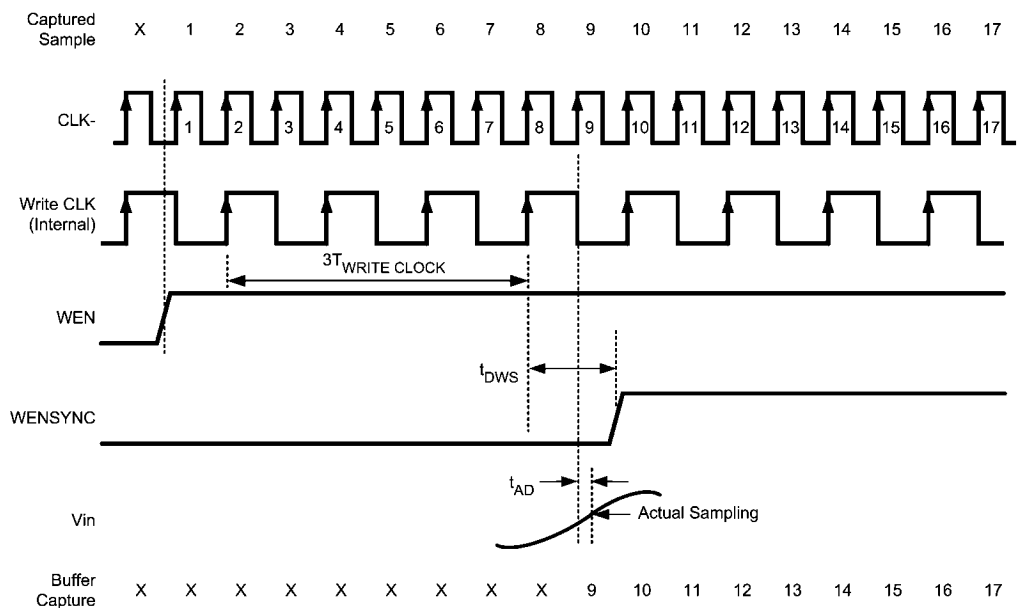 Captured
Sample X 1 2 3 4 5 6 7 8 9 10 11 12 13 14 15 16 17
CLK- 1 2 3 4 5 6 7 8 9 10 11 12 13 14 15 16 17
Write CLK
(Internal)
3TWRITE CLOCK
WEN
tDWS
WENSYNC
tAD
Vin Actual Sampling
Buffer
Capture X X X X X X X X X 9 10 11 12 13 14 15 16 17